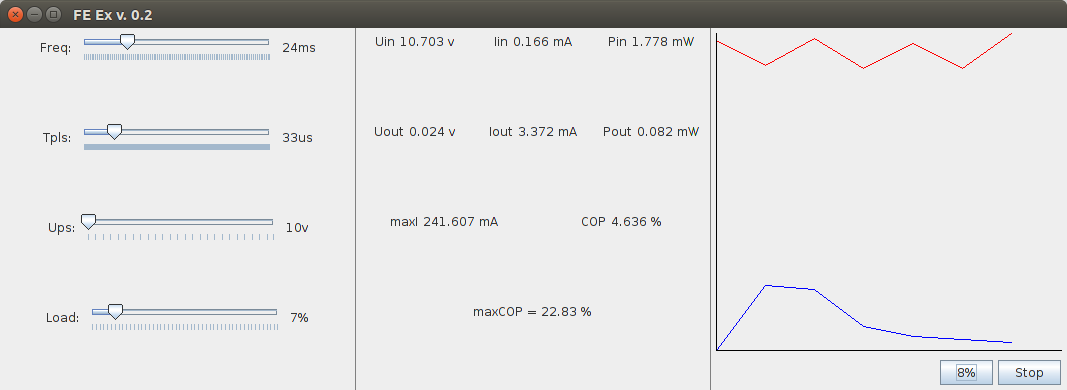 FE Ex v. 0.2
Freq: 24ms
Uin 10.703 v Iin 0.166 mA Pin 1.778 mW
Tpls: 33us
Uout 0.024 v Iout 3.372 mA Pout 0.082 mW
Ups: 10v
maxI 241.607 mA COP 4.636 %
Load: 7%
maxCOP = 22.83 %
8% Stop